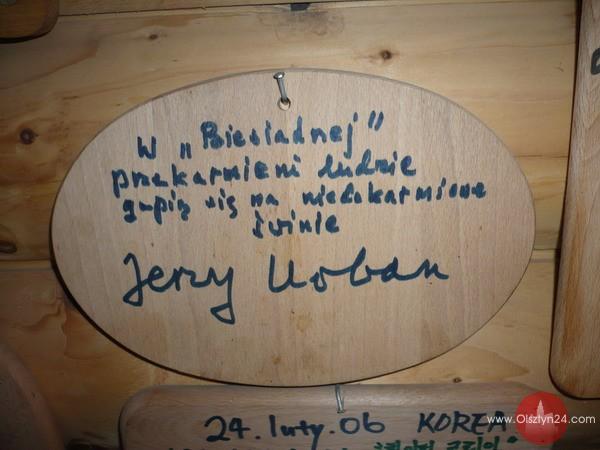 W „Biesiadnej”
przekarmieni ludzie
gapią się na niedokarmione
świnie
Jerzy Urban
24. luty. 06 KOREA
www.Olsztyn24.com